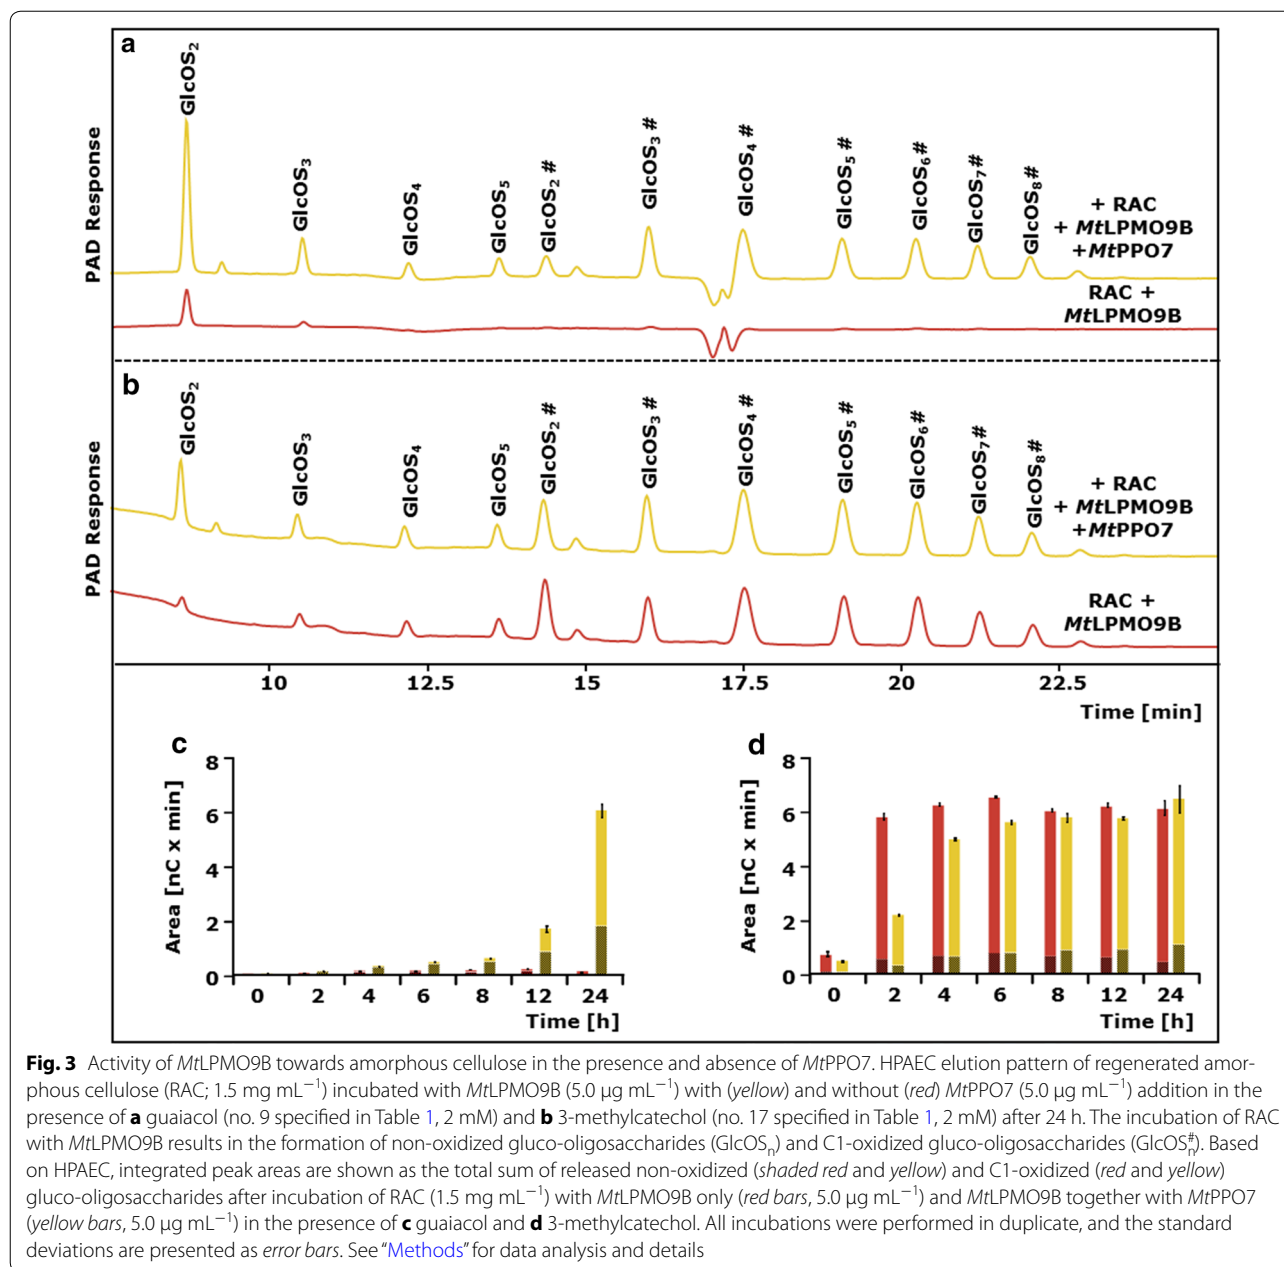 a
GlcOS2
GlcOS3
GlcOS4
GlcOS5
GlcOS2 #
GlcOS3 #
GlcOS4 #
GlcOS5 #
GlcOS6 #
GlcOS7 #
GlcOS8#
PAD Response
+ RAC
+ MtLPMO9B
+MtPPO7
RAC +
MtLPMO9B
b
GlcOS2
GlcOS3
GlcOS4
GlcOS5
GlcOS2 #
GlcOS3 #
GlcOS4 #
GlcOS5 #
GlcOS6 #
GlcOS7 #
GlcOS8#
PAD Response
+ RAC
+ MtLPMO9B
+MtPPO7
RAC +
MtLPMO9B
10 12.5 15 17.5 20 22.5
Time [min]
c
Area [nC x min]
8
6
4
2
0
0 2 4 6 8 12 24
Time [h]
d
Area [nC x min]
8
6
4
2
0
0 2 4 6 8 12 24
Time [h]
Fig. 3 Activity of MtLPMO9B towards amorphous cellulose in the presence and absence of MtPPO7. HPAEC elution pattern of regenerated amor-
phous cellulose (RAC; 1.5 mg mL−1) incubated with MtLPMO9B (5.0 µg mL−1) with (yellow) and without (red) MtPPO7 (5.0 µg mL−1) addition in the
presence of a guaiacol (no. 9 specified in Table 1, 2 mM) and b 3-methylcatechol (no. 17 specified in Table 1, 2 mM) after 24 h. The incubation of RAC
with MtLPMO9B results in the formation of non-oxidized gluco-oligosaccharides (GlcOSn) and C1-oxidized gluco-oligosaccharides (GlcOSn#). Based
on HPAEC, integrated peak areas are shown as the total sum of released non-oxidized (shaded red and yellow) and C1-oxidized (red and yellow)
gluco-oligosaccharides after incubation of RAC (1.5 mg mL−1) with MtLPMO9B only (red bars, 5.0 µg mL−1) and MtLPMO9B together with MtPPO7
(yellow bars, 5.0 µg mL−1) in the presence of c guaiacol and d 3-methylcatechol. All incubations were performed in duplicate, and the standard
deviations are presented as error bars. See “Methods” for data analysis and details